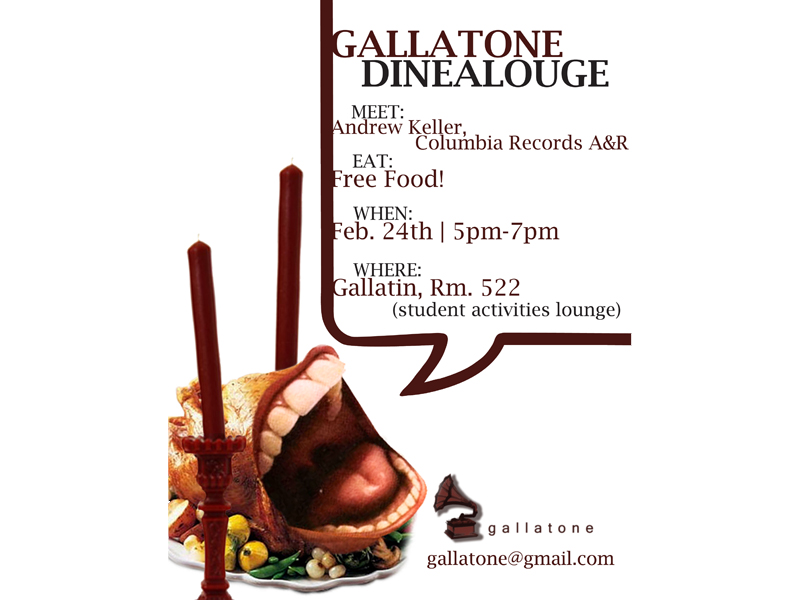 GALLATONE
DINEALOUGE
MEET:
Andrew Keller,
Columbia Records A&R
EAT:
Free Food!
WHEN:
Feb. 24th | 5pm-7pm
WHERE:
Gallatin, Rm. 522
(student activities lounge)
gallatone
gallatone@gmail.com